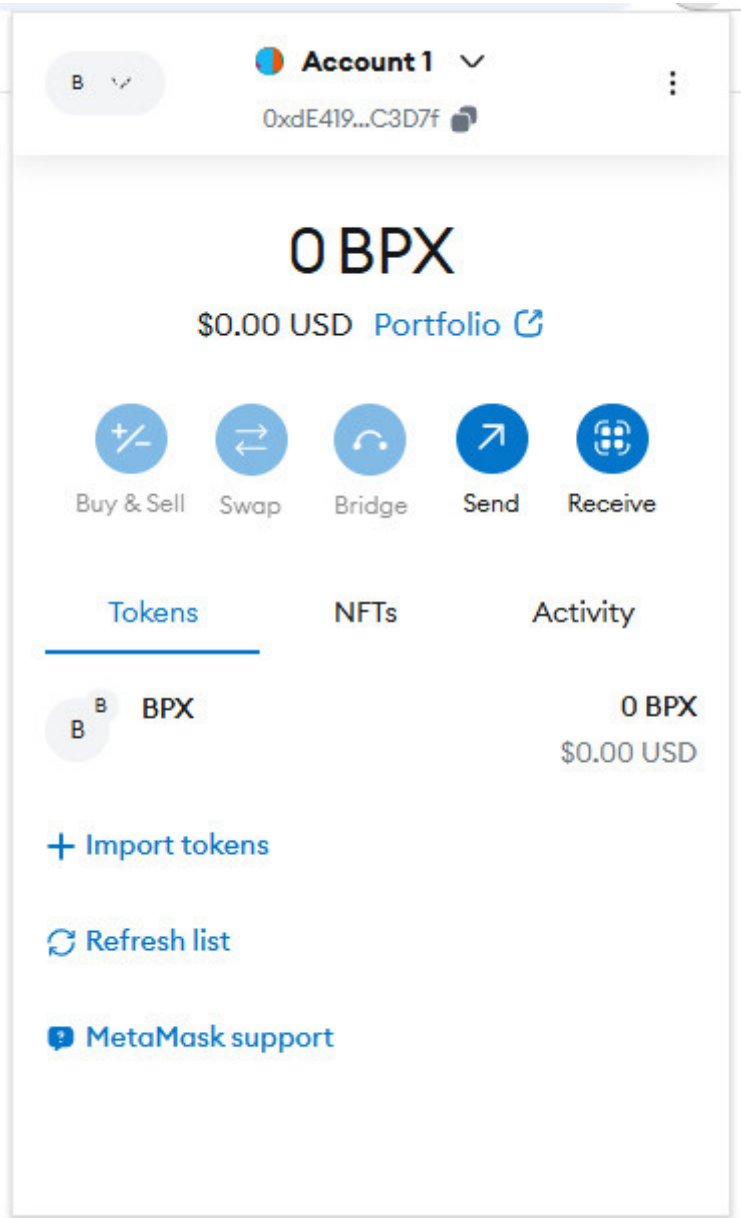 B
Account 1
0xdE419...C3D7f
0 BPX
$0.00 USD Portfolio
Buy & Sell Swap Bridge Send Receive
Tokens NFTs Activity
B B BPX 0 BPX
$0.00 USD
+ Import tokens
Refresh list
MetaMask support